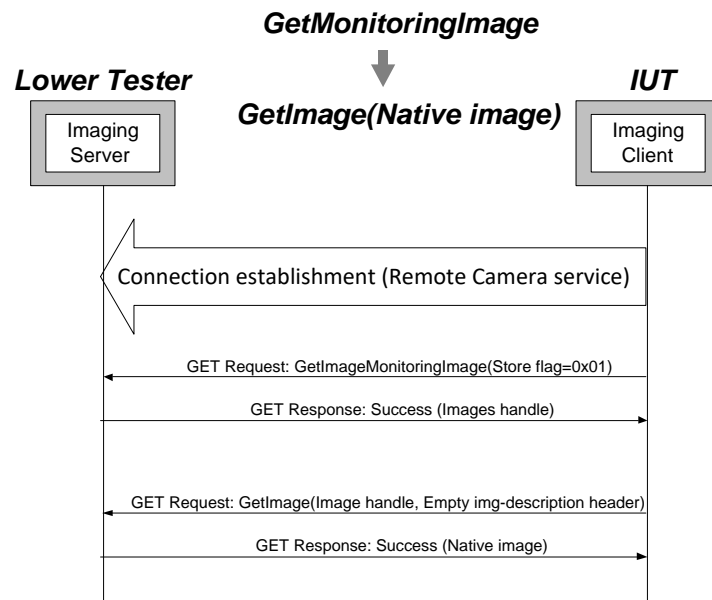 GetMonitoringImage
Lower Tester
IUT
GetImage(Native image)
Imaging
Server
Imaging
Client
Connection establishment (Remote Camera service)
GET Request: GetImageMonitoringImage(Store flag=0x01)
GET Response: Success (Images handle)
GET Request: GetImage(Image handle, Empty img-description header)
GET Response: Success (Native image)